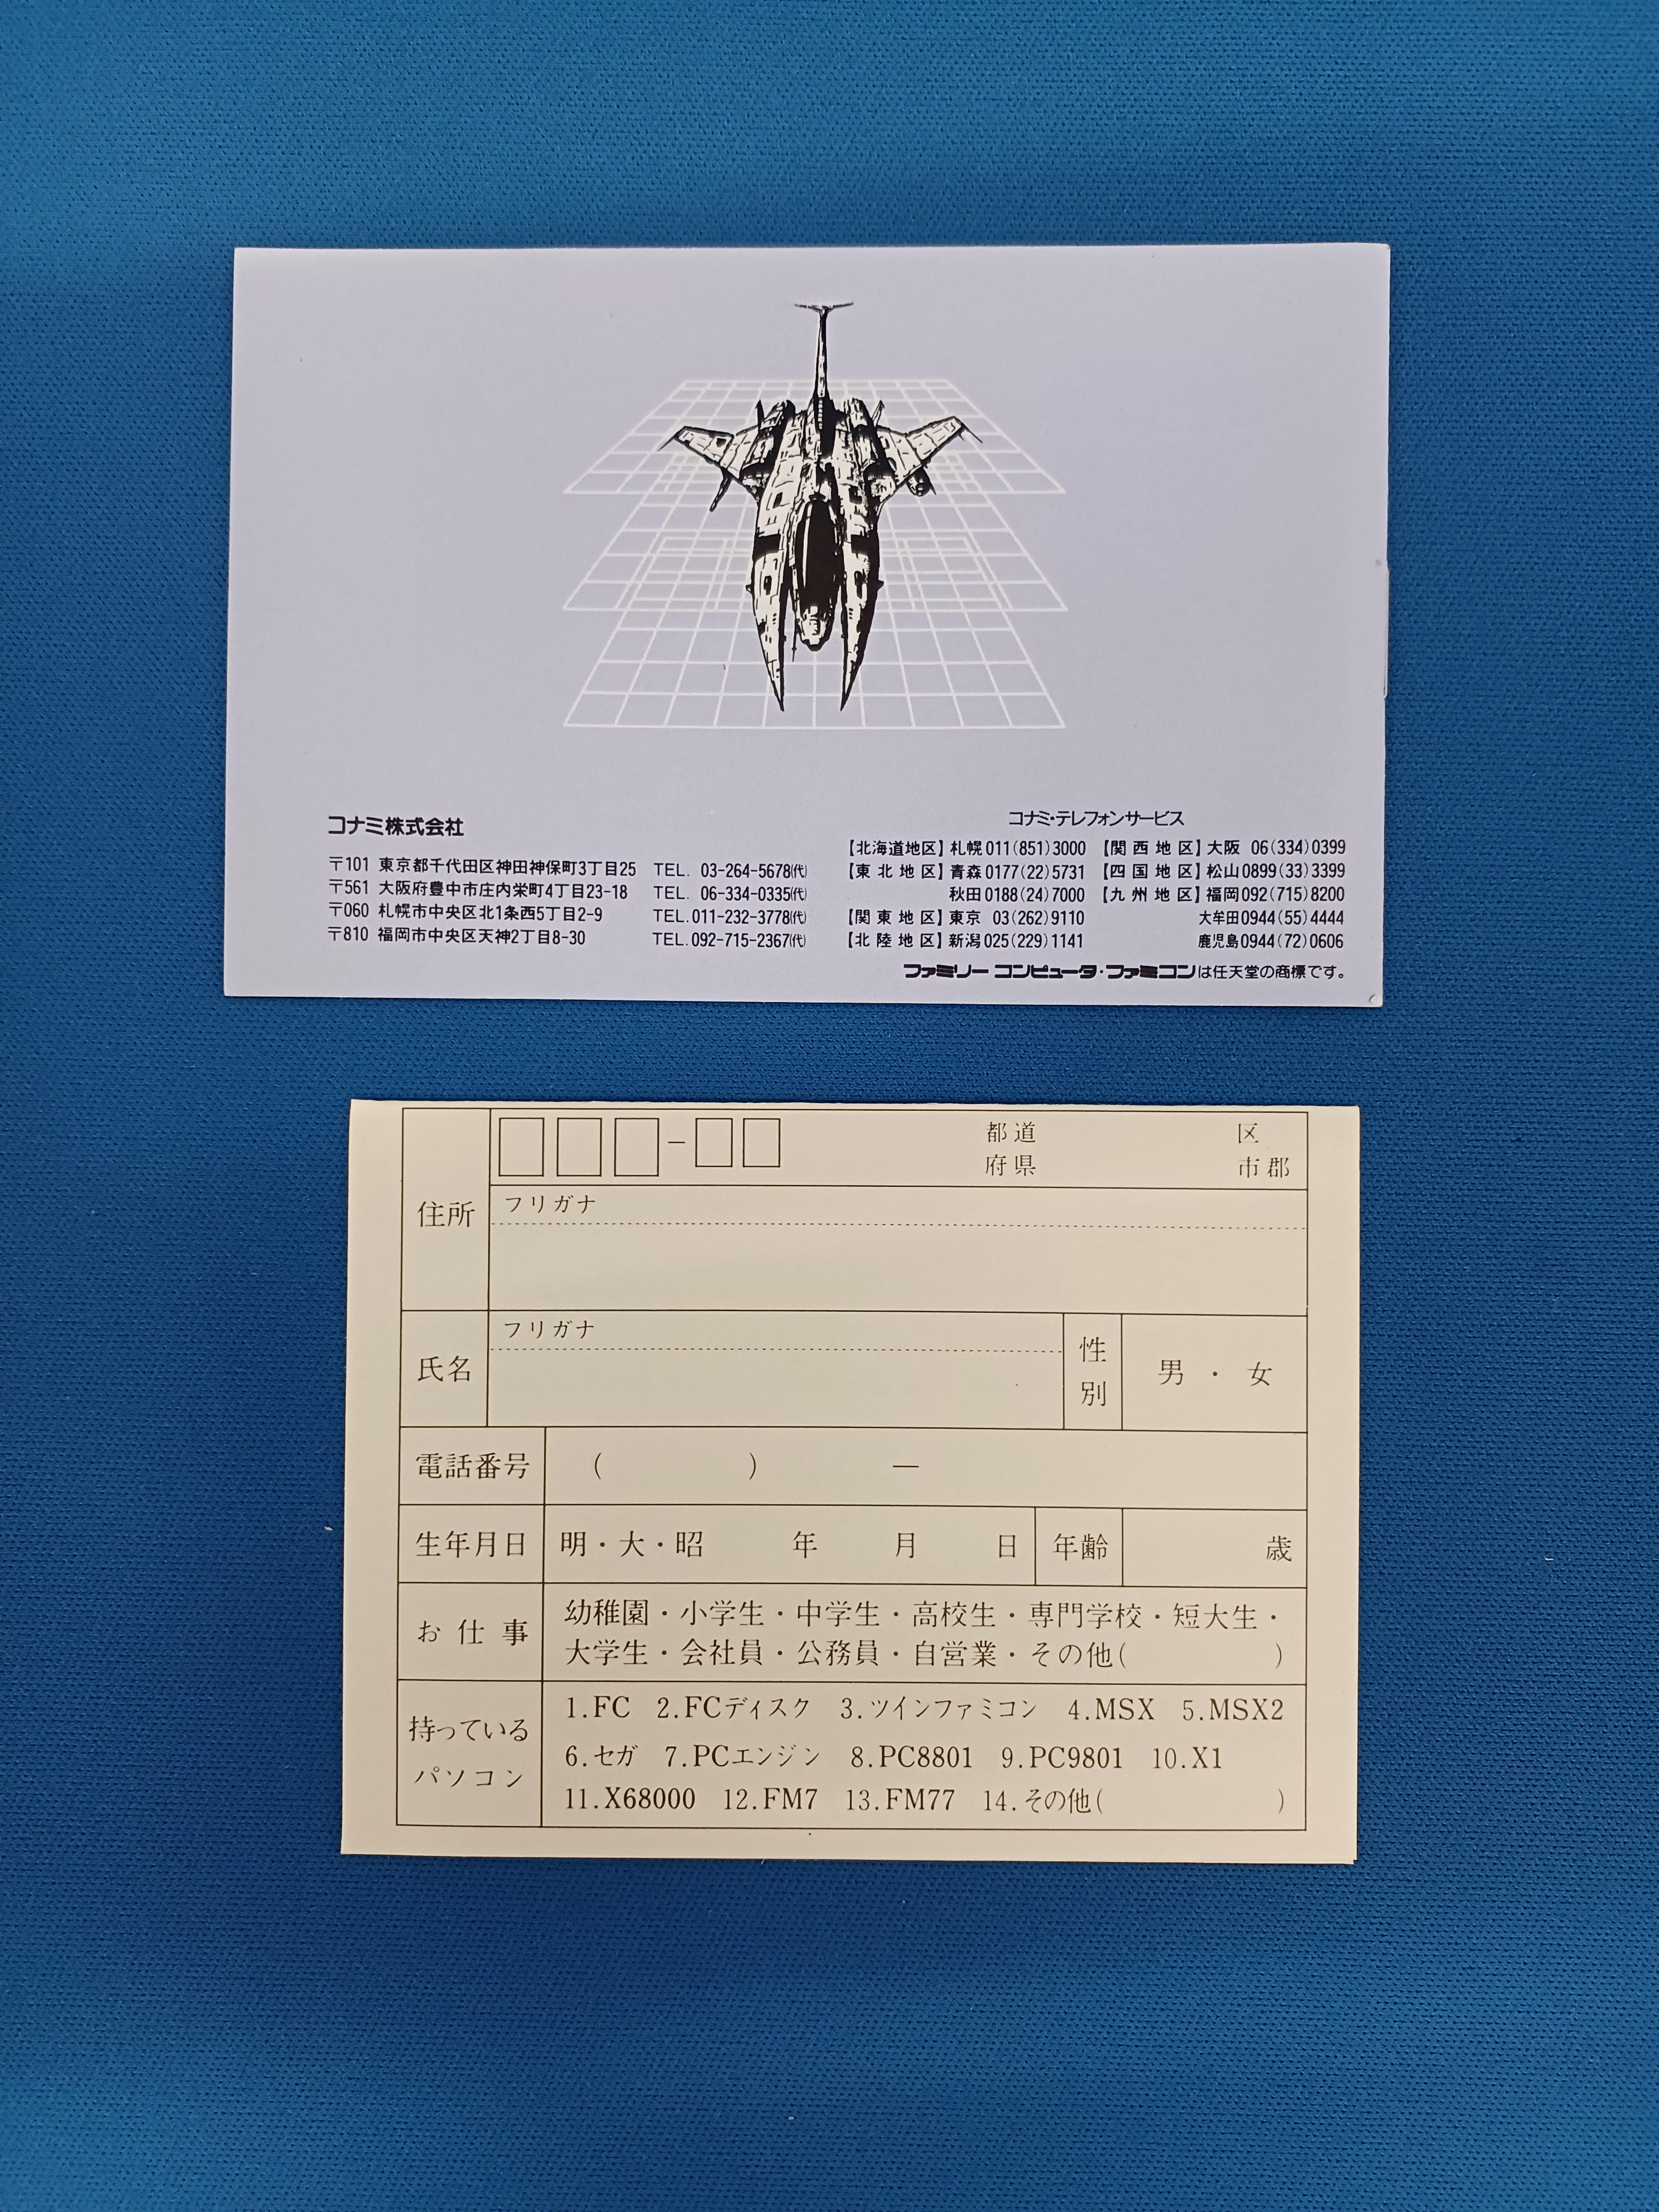 コナミ株式会社
〒101 東京都千代田区神田神保町3丁目25 TEL. 03-264-5678㈹
〒561 大阪府豊中市庄内栄町4丁目23-18 TEL. 06-334-0335㈹
〒060 札幌市中央区北1条西5丁目2-9 TEL.011-232-3778㈹
〒810 福岡市中央区天神2丁目8-30 TEL.092-715-2367㈹
コナミ・テレフォンサービス
【北海道地区】札幌011(851)3000 【関西地区】大阪 06(334)0399
【東北地区】青森0177(22)5731 【四国地区】松山0899(33)3399
秋田0188(24)7000 【九州地区】福岡092(715)8200
【関東地区】東京 03(262)9110 大牟田0944(55)4444
【北陸地区】新潟025(229)1141 鹿児島0944(72)0606
ファミリー コンピュータ・ファミコンは任天堂の商標です。
住所 - 都道府県 区市郡
フリガナ
氏名 フリガナ 性別 男・女
電話番号 ( ) —
生年月日 明・大・昭 年 月 日 年齢 歳
お仕事 幼稚園・小学生・中学生・高校生・専門学校・短大生・
大学生・会社員・公務員・自営業・その他( )
持っているパソコン 1.FC 2.FCディスク 3.ツインファミコン 4.MSX 5.MSX2
6.セガ 7.PCエンジン 8.PC8801 9.PC9801 10.X1
11.X68000 12.FM7 13.FM77 14.その他( )